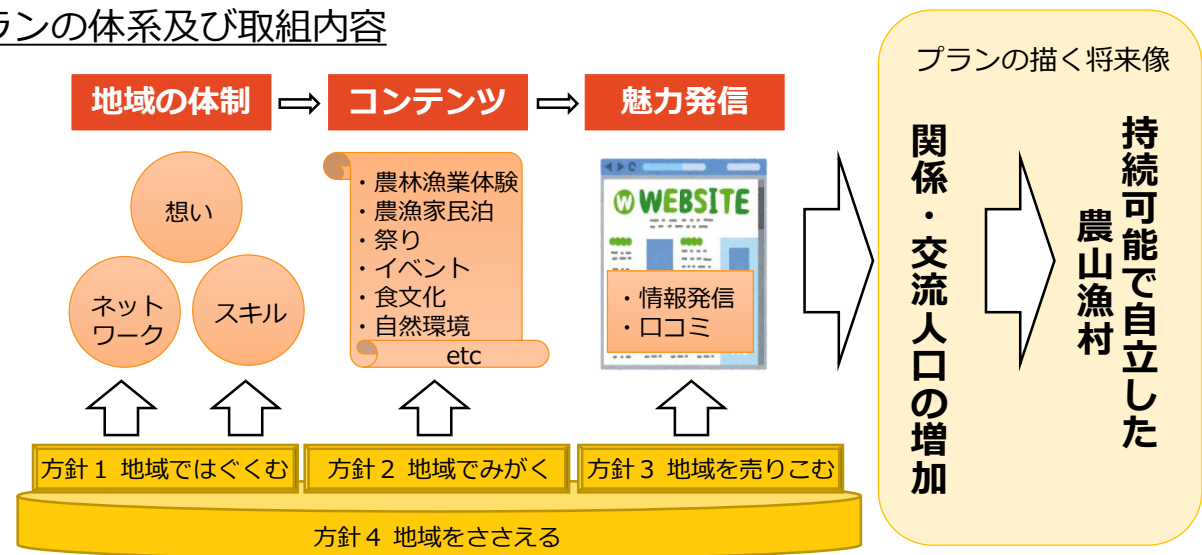 ランの体系及び取組内容
プランの描く将来像
地域の体制
コンテンツ
魅力発信
想い
ネット
ワーク
スキル
・農林漁業体験
・農漁家民泊
・祭り
・イベント
・食文化
・自然環境
etc
WEBSITE
・情報発信
・口コミ
関係・交流人口の増加
持続可能で自立した
農山漁村
方針1 地域ではぐくむ
方針2 地域でみがく
方針3 地域を売りこむ
方針4 地域をささえる